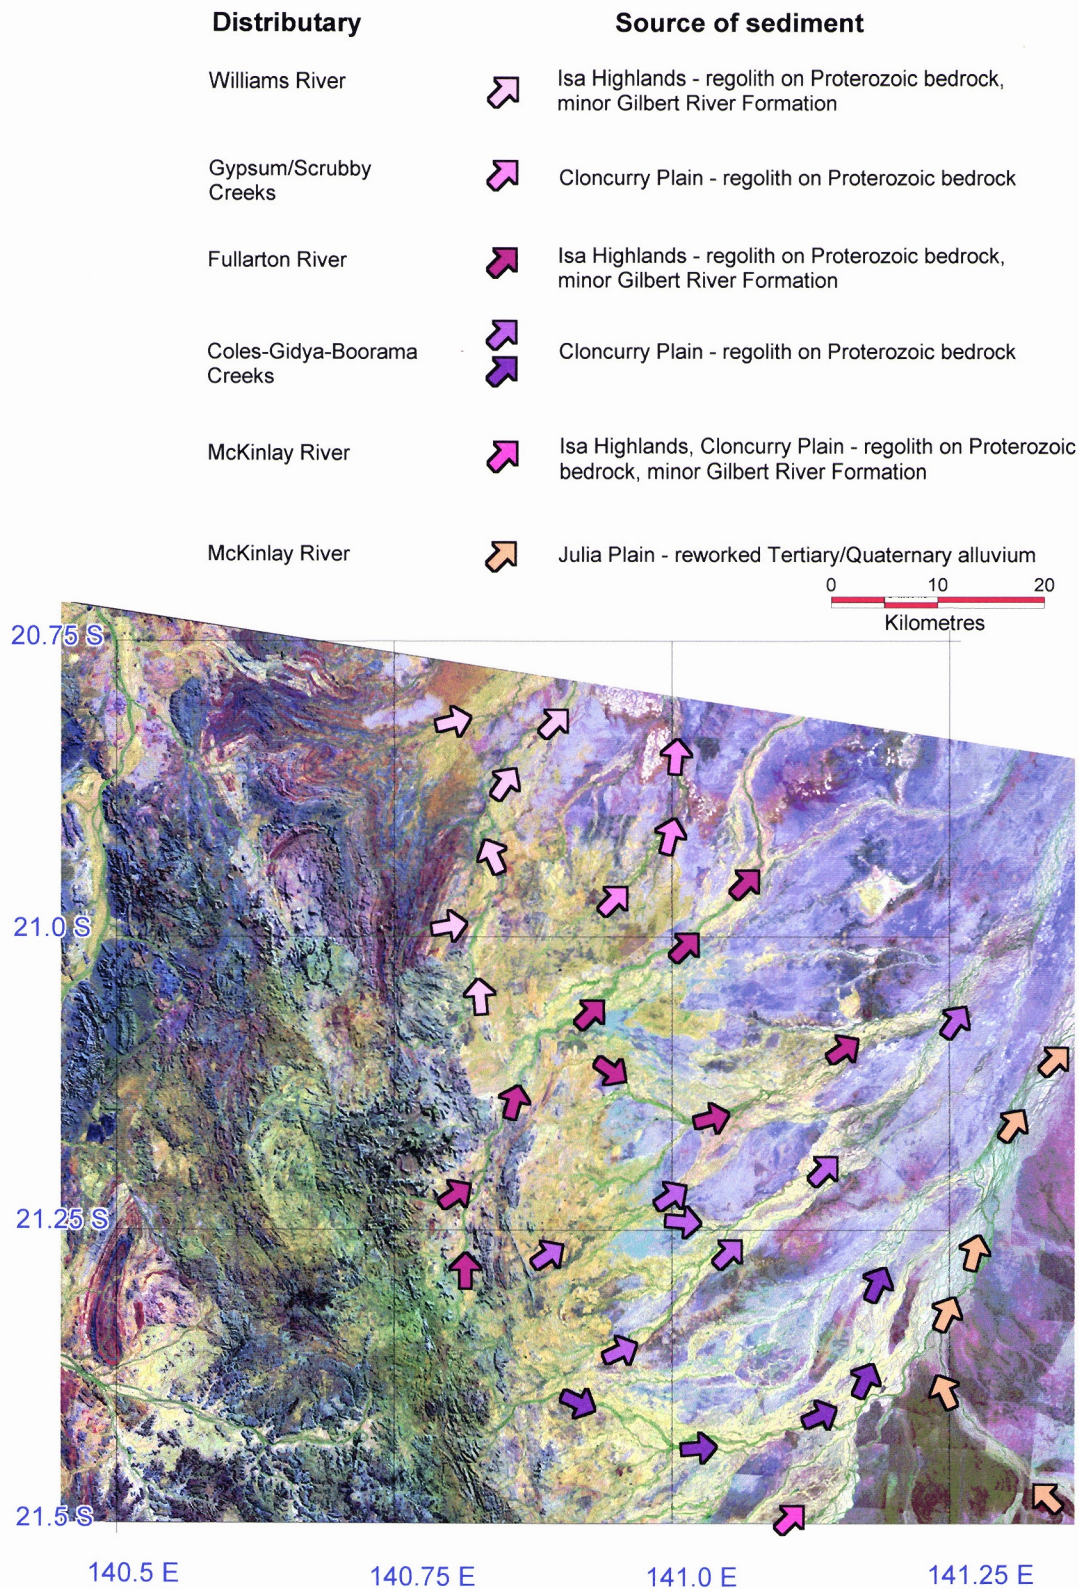 Distributary Source of sediment
Williams River Isa Highlands - regolith on Proterozoic bedrock,
minor Gilbert River Formation
Gypsum/Scrubby
Creeks
Cloncurry Plain - regolith on Proterozoic bedrock
Fullarton River Isa Highlands - regolith on Proterozoic bedrock,
minor Gilbert River Formation
Coles-Gidya-Boorama
Creeks
Cloncurry Plain - regolith on Proterozoic bedrock
McKinlay River Isa Highlands, Cloncurry Plain - regolith on Proterozoic
bedrock, minor Gilbert River Formation
McKinlay River Julia Plain - reworked Tertiary/Quaternary alluvium
0 10 20
Kilometres
20.75 S
21.0 S
21.25 S
21.5 S
140.5 E 140.75 E 141.0 E 141.25 E